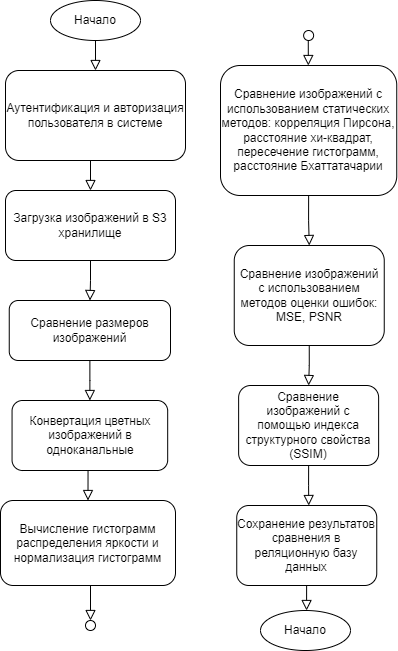 Начало
Аутентификация и авторизация
пользователя в системе
Загрузка изображений в S3
хранилище
Сравнение размеров
изображений
Конвертация цветных
изображений в
одноканальные
Вычисление гистограмм
распределения яркости и
нормализация гистограмм
Сравнение изображений с
использованием статических
методов: корреляция Пирсона,
расстояние хи-квадрат,
пересечение гистограмм,
расстояние Бхаттатачарии
Сравнение изображений
с использованием
методов оценки ошибок:
MSE, PSNR
Сравнение
изображений с
помощью индекса
структурного свойства
(SSIM)
Сохранение результатов
сравнения в
реляционную базу
данных
Начало